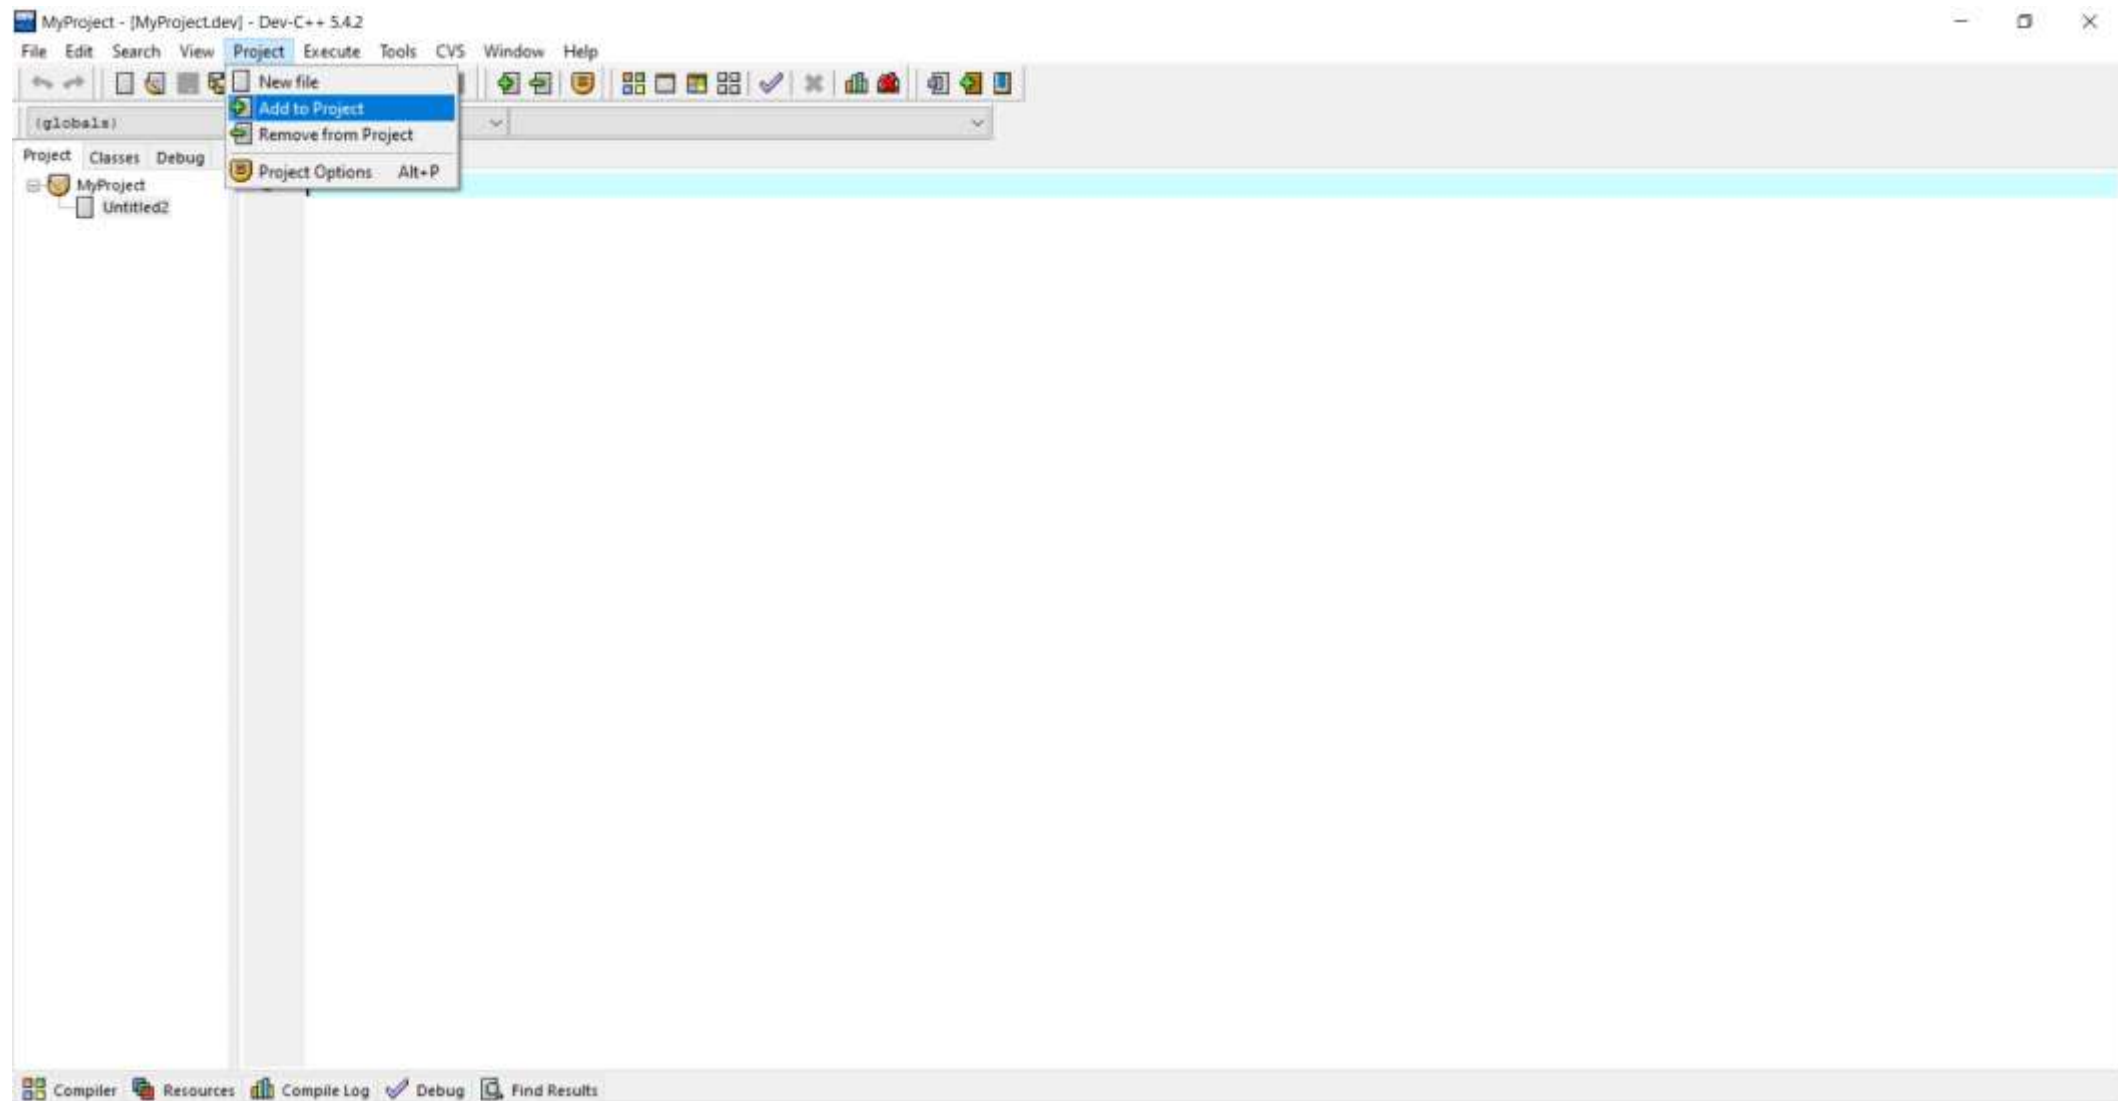 MyProject - [MyProject.dev] - Dev-C++ 5.4.2
File Edit Search View Project Execute Tools CVS Window Help
New file
Add to Project
(globals)
Remove from Project
Project Classes Debug
Project Options Alt+P
MyProject
Untitled2
Compiler Resources Compile Log Debug Find Results